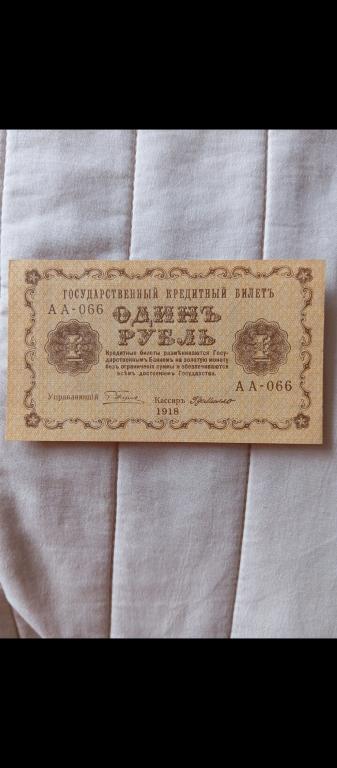 ГОСУДАРСТВЕННЫЙ КРЕДИТНЫЙ БИЛЕТЪ
АА-066
ОДИНЪ
РУБЛЬ
1
1
Кредитные билеты размѣниваются Госу-
дарственнымъ Банкомъ на золотую монету
безъ ограниченія суммы и обезпечиваются
всѣмъ достояніемъ Государства.
АА-066
Управляющій
Кассиръ
1918